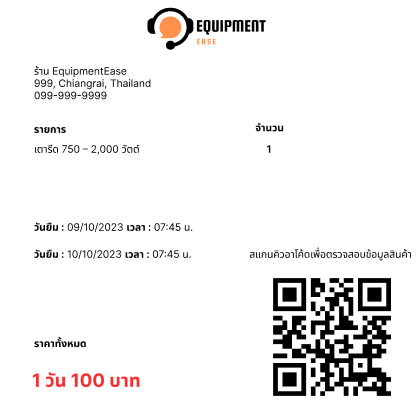 EQUIPMENT
EASE
ร้าน EquipmentEase
999, Chiangrai, Thailand
099-999-9999
รายการ จำนวน
เตารีด 750 – 2,000 วัตต์ 1
วันยืม : 09/10/2023 เวลา : 07:45 น.
วันยืม : 10/10/2023 เวลา : 07:45 น.
สแกนคิวอาโค้ดเพื่อตรวจสอบข้อมูลสินค้า
ราคาทั้งหมด
1 วัน 100 บาท